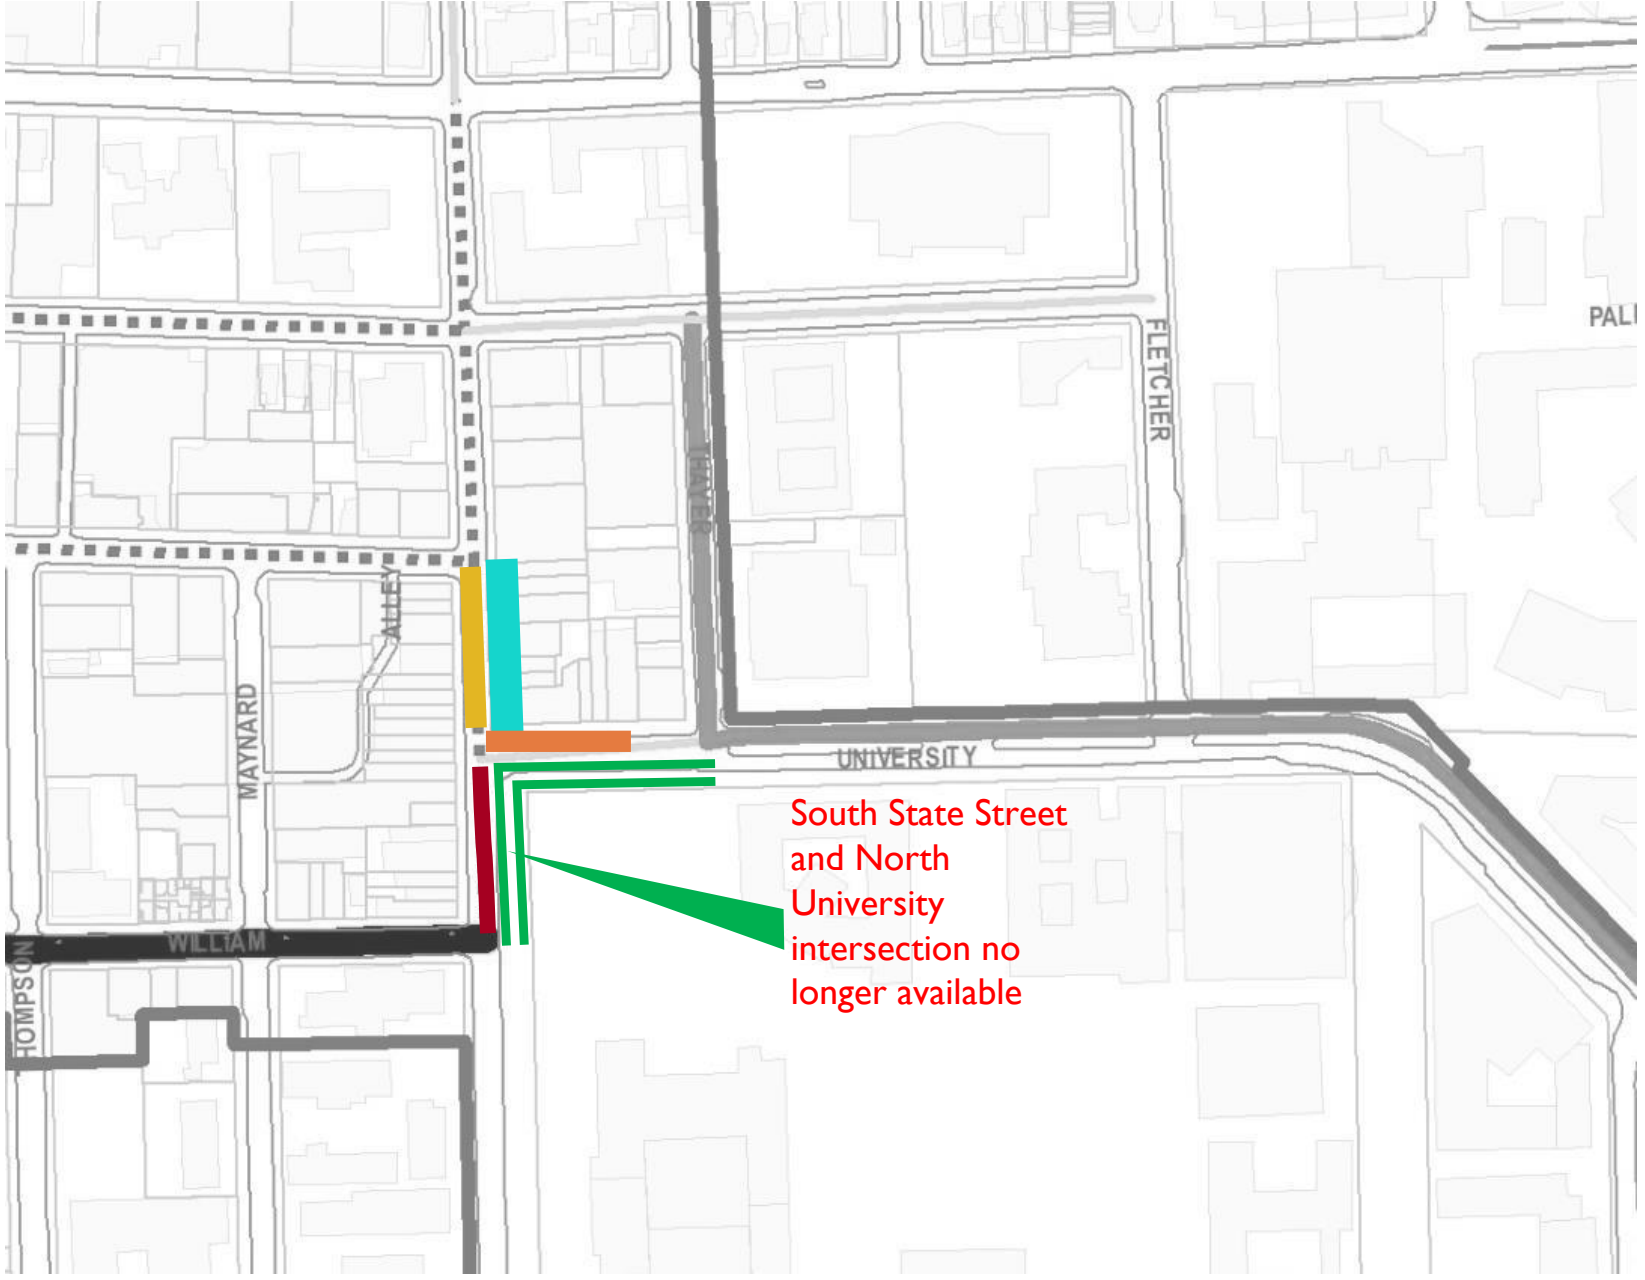 PALI
FLETCHER
THAYER
ALLEY
MAYNARD
UNIVERSITY
South State Street
and North
University
intersection no
longer available
WILLIAM
HOMPSON